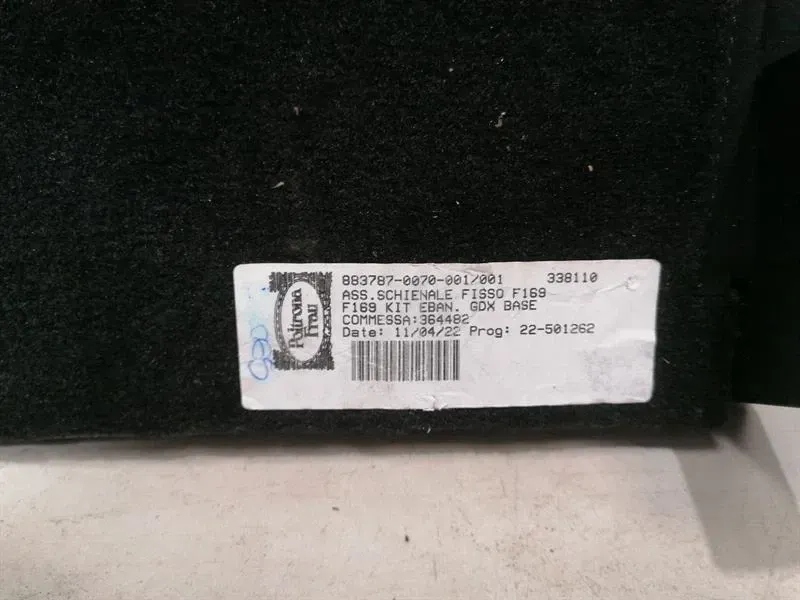 883787-0070-001/001 338110
ASS.SCHIENALE FISSO F169
F169 KIT EBAN. GDX BASE
COMMESSA:364482
Date: 11/04/22 Prog: 22-501262
Poltrona
Frau